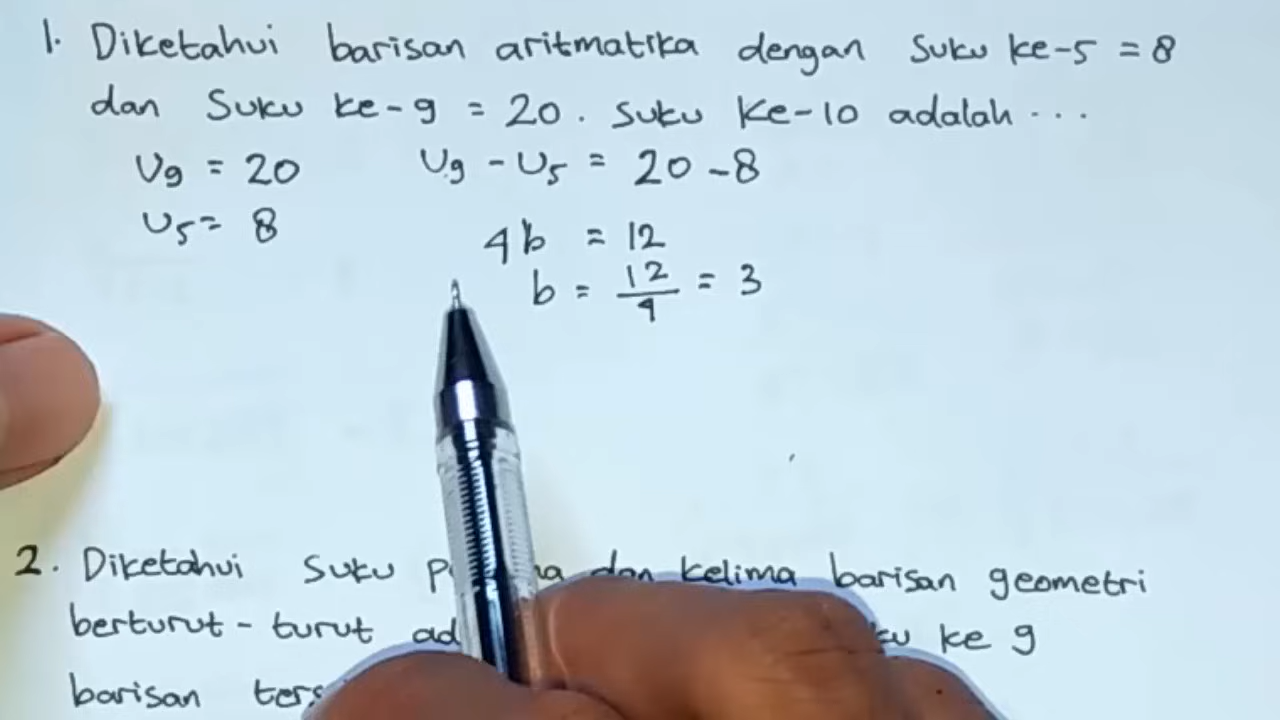 1. Diketahui barisan aritmatika dengan suku ke-5 = 8
dan suku ke-9 = 20. suku ke-10 adalah ...
U9 = 20 U9 - U5 = 20 - 8
U5 = 8
4b = 12
b = 12/4 = 3
2. Diketahui suku dan kelima barisan geometri
berturut-turut ke 9
barisan